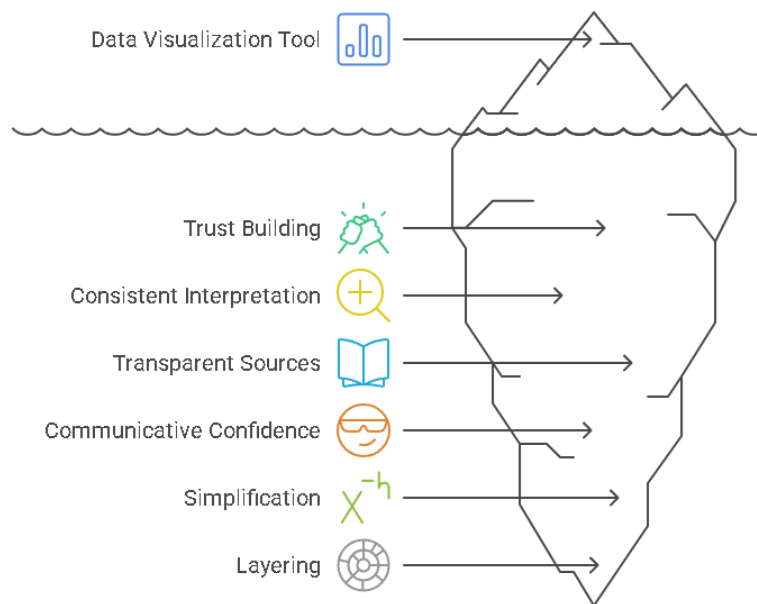 Data Visualization Tool
Trust Building
Consistent Interpretation
Transparent Sources
Communicative Confidence
Simplification
x⁻ʰ
Layering